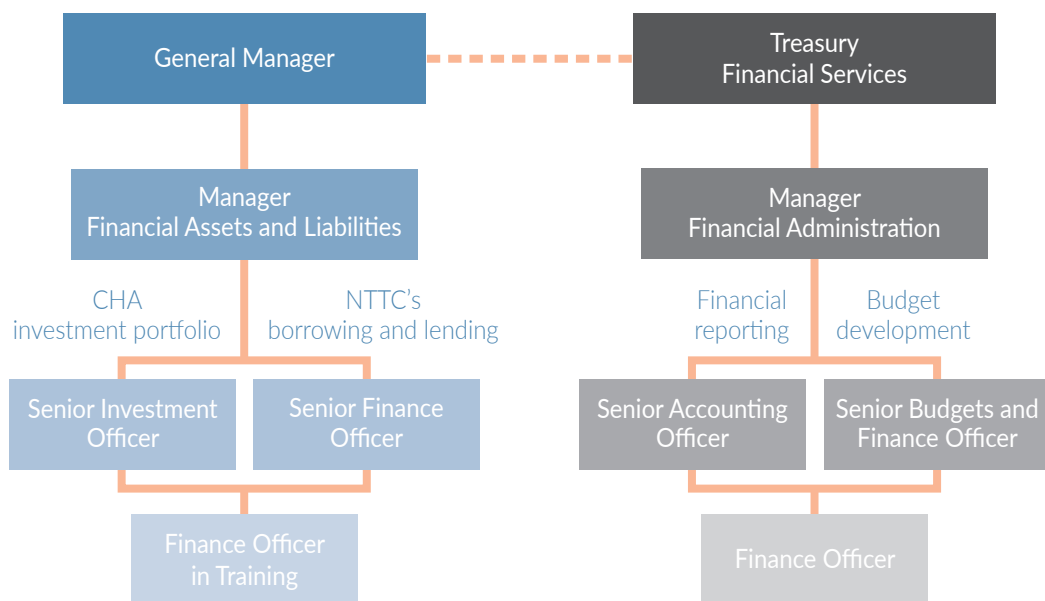 General Manager
Treasury
Financial Services
Manager
Financial Assets and Liabilities
Manager
Financial Administration
CHA
investment portfolio
NTTC's
borrowing and lending
Financial
reporting
Budget
development
Senior Investment
Officer
Senior Finance
Officer
Senior Accounting
Officer
Senior Budgets and
Finance Officer
Finance Officer
in Training
Finance Officer